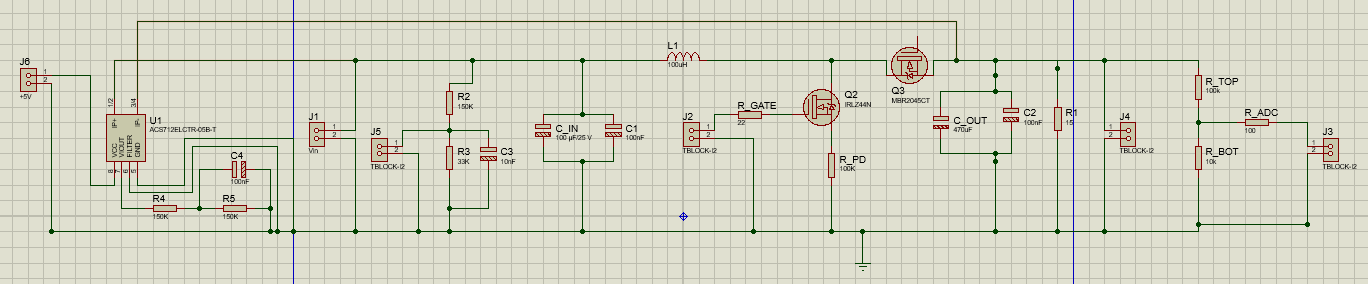 J6
1
2
+5V
1/2
3/4
IP+
IP-
U1
ACS712ELCTR-05B-T
VCC
VIOUT
FILTER
GND
8
7
6
5
C4
100nF
R4
150K
R5
150K
J1
1
2
Vin
J5
1
2
TBLOCK-I2
R2
150K
R3
33K
C3
10nF
C_IN
100 µF/25 V
C1
100nF
L1
100uH
J2
1
2
TBLOCK-I2
R_GATE
22
Q2
IRLZ44N
R_PD
100K
Q3
MBR2045CT
C_OUT
470uF
C2
100nF
R1
15
J4
1
2
TBLOCK-I2
R_TOP
100k
R_BOT
10k
R_ADC
100
J3
1
2
TBLOCK-I2